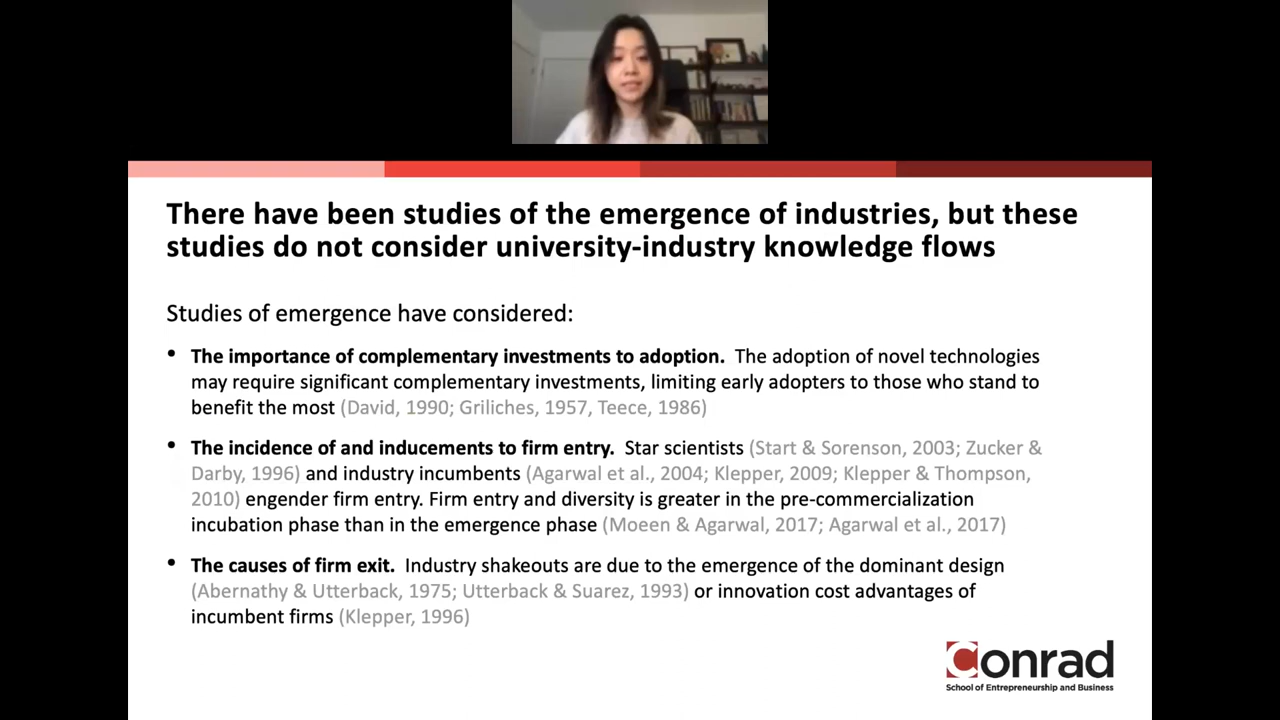 There have been studies of the emergence of industries, but these
studies do not consider university-industry knowledge flows
Studies of emergence have considered:
• The importance of complementary investments to adoption. The adoption of novel technologies
may require significant complementary investments, limiting early adopters to those who stand to
benefit the most (David, 1990; Griliches, 1957, Teece, 1986)
• The incidence of and inducements to firm entry. Star scientists (Start & Sorenson, 2003; Zucker &
Darby, 1996) and industry incumbents (Agarwal et al., 2004; Klepper, 2009; Klepper & Thompson,
2010) engender firm entry. Firm entry and diversity is greater in the pre-commercialization
incubation phase than in the emergence phase (Moeen & Agarwal, 2017; Agarwal et al., 2017)
• The causes of firm exit. Industry shakeouts are due to the emergence of the dominant design
(Abernathy & Utterback, 1975; Utterback & Suarez, 1993) or innovation cost advantages of
incumbent firms (Klepper, 1996)
Conrad
School of Entrepreneurship and Business